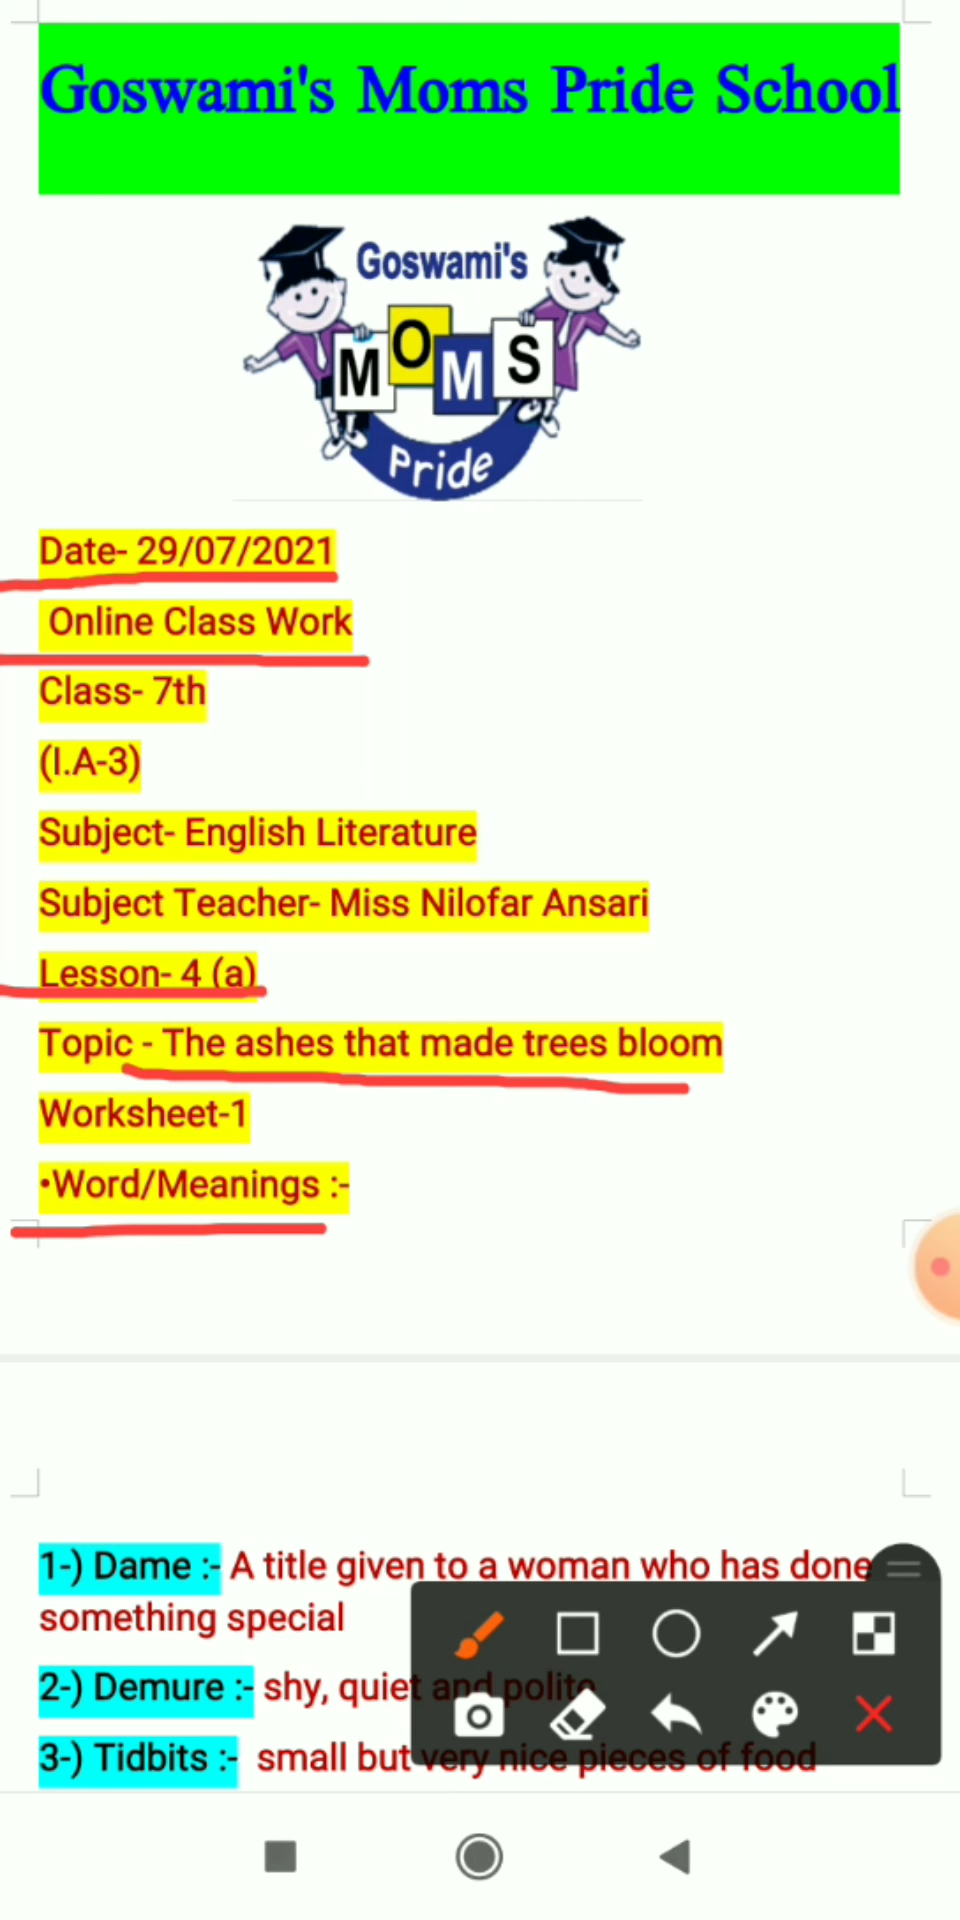 Goswami's Moms Pride School
Goswami's
MOMS
Pride
Date- 29/07/2021
Online Class Work
Class- 7th
(I.A-3)
Subject- English Literature
Subject Teacher- Miss Nilofar Ansari
Lesson- 4 (a)
Topic - The ashes that made trees bloom
Worksheet-1
•Word/Meanings :-
1-) Dame :- A title given to a woman who has done
something special
2-) Demure :- shy, quiet and polite
3-) Tidbits :- small but very nice pieces of food